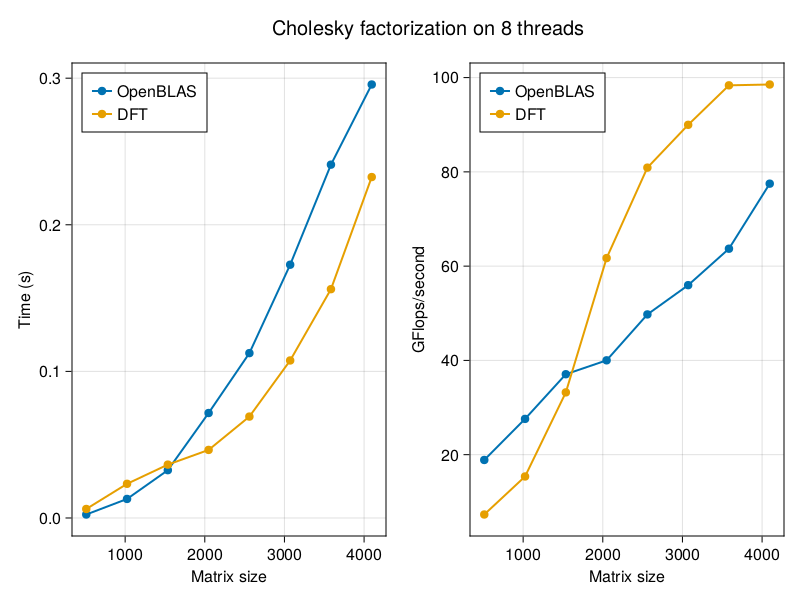 Cholesky factorization on 8 threads
OpenBLAS
DFT
0.3
0.2
0.1
0.0
Time (s)
1000 2000 3000 4000
Matrix size
OpenBLAS
DFT
100
80
60
40
20
GFlops/second
1000 2000 3000 4000
Matrix size